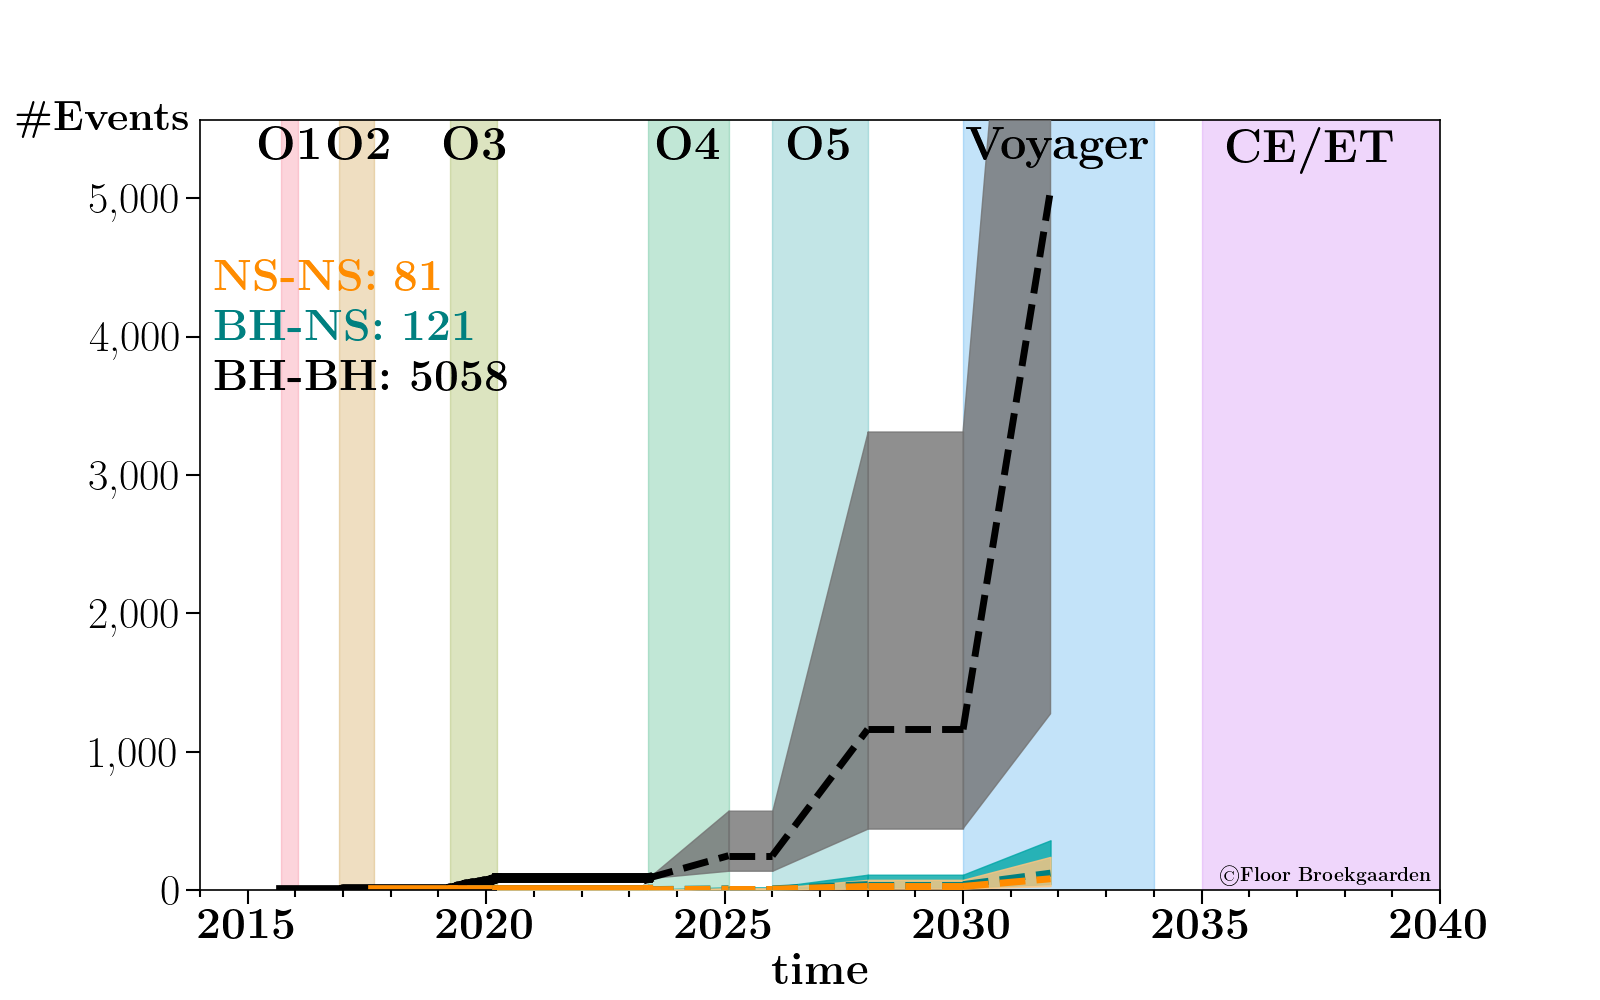 #Events
O1 O2 O3 O4 O5 Voyager CE/ET
5,000
NS-NS: 81
BH-NS: 121
4,000
BH-BH: 5058
3,000
2,000
1,000
0
©Floor Broekgaarden
2015 2020 2025 2030 2035 2040
time